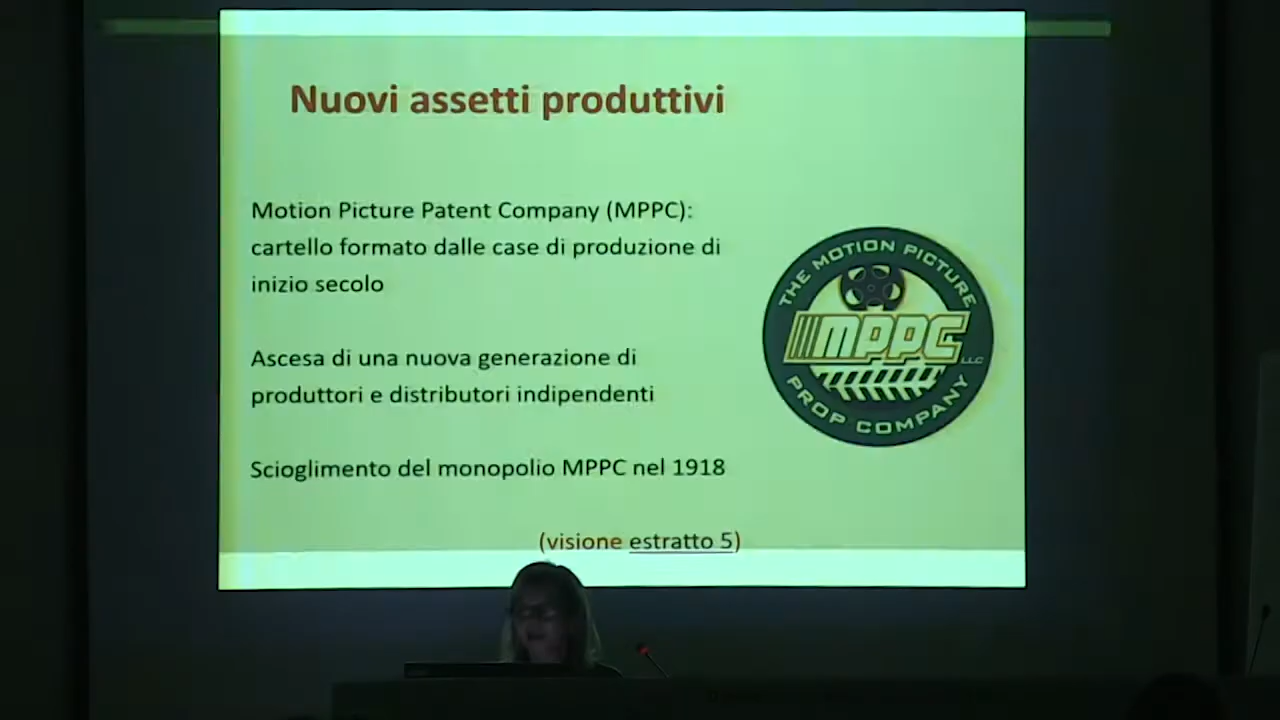 Nuovi assetti produttivi
Motion Picture Patent Company (MPPC):
cartello formato dalle case di produzione di
inizio secolo
Ascesa di una nuova generazione di
produttori e distributori indipendenti
Scioglimento del monopolio MPPC nel 1918
(visione estratto 5)
THE MOTION PICTURE
MPPC
LLC
PROP COMPANY